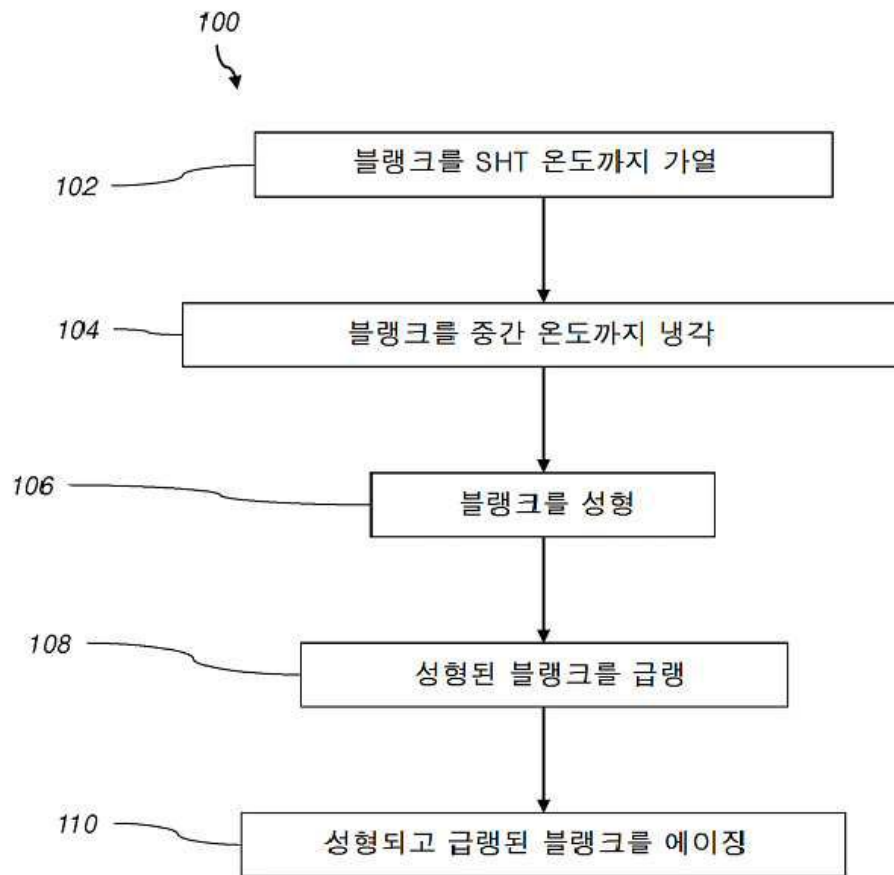 100
102 블랭크를 SHT 온도까지 가열
104 블랭크를 중간 온도까지 냉각
106 블랭크를 성형
108 성형된 블랭크를 급랭
110 성형되고 급랭된 블랭크를 에이징